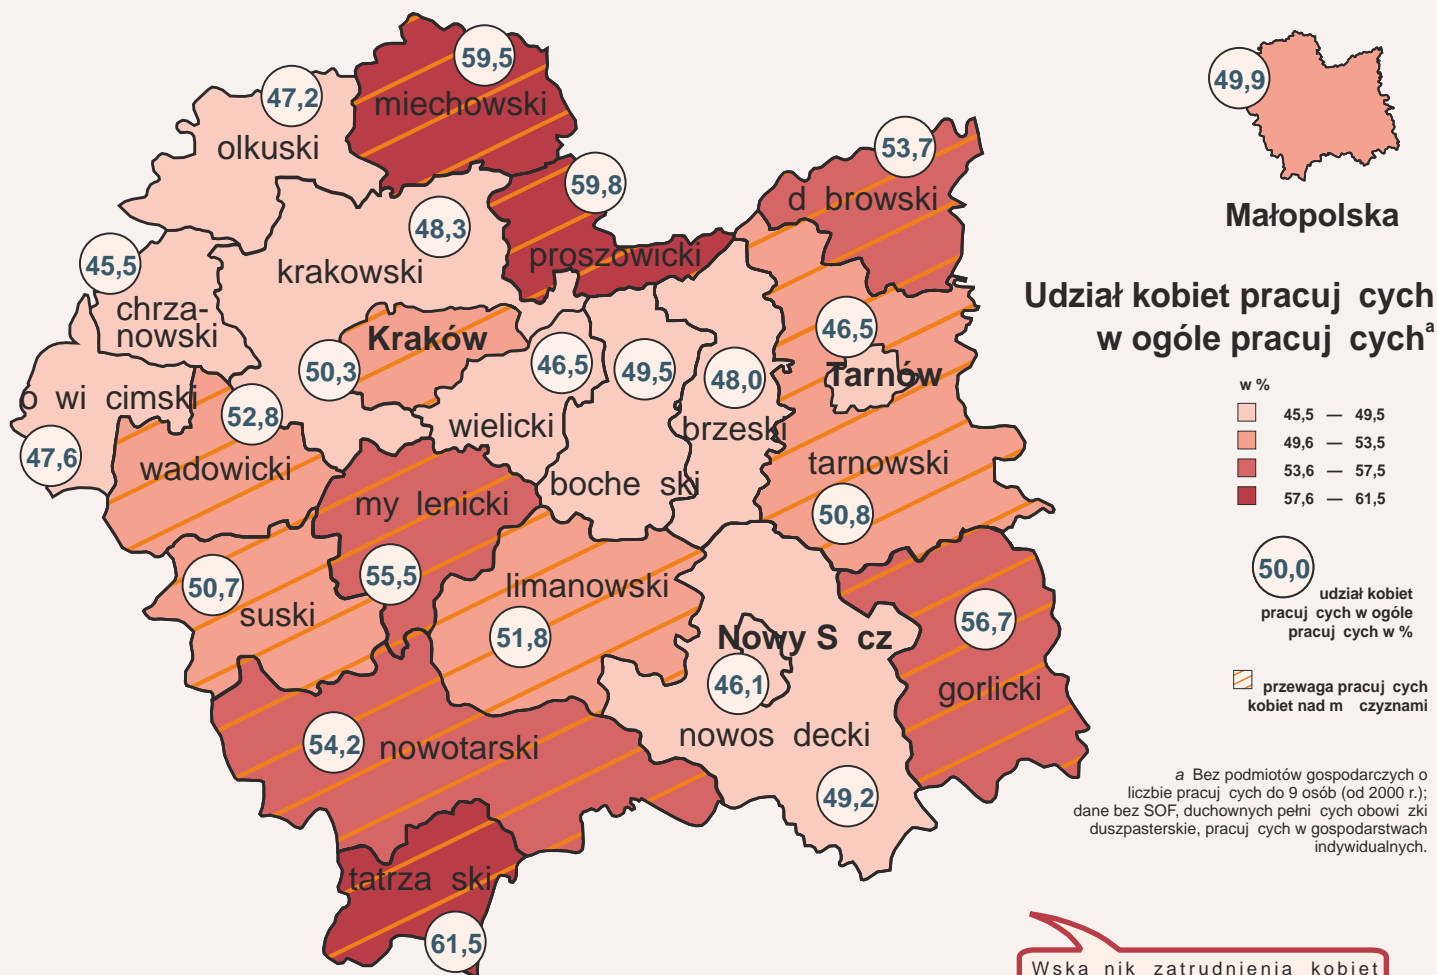 59,5
miechowski
47,2
olkuski
49,9
Małopolska
53,7
d browski
59,8
proszowicki
48,3
krakowski
45,5
chrza-
nowski
Kraków
50,3
46,5
wielicki
49,5
boche ski
48,0
brzeski
46,5
Tarnów
tarnowski
50,8
o wi cimski
47,6
52,8
wadowicki
my lenicki
55,5
50,7
suski
limanowski
51,8
Nowy S cz
46,1
nowos decki
49,2
56,7
gorlicki
54,2
nowotarski
tatrza ski
61,5
Udział kobiet pracuj cych
w ogóle pracuj cych a
w %
45,5 — 49,5
49,6 — 53,5
53,6 — 57,5
57,6 — 61,5
50,0
udział kobiet
pracuj cych w ogóle
pracuj cych w %
przewaga pracuj cych
kobiet nad m czyznami
a Bez podmiotów gospodarczych o
liczbie pracuj cych do 9 osób (od 2000 r.);
dane bez SOF, duchownych pełni cych obowi zki
duszpasterskie, pracuj cych w gospodarstwach
indywidualnych.
Wska nik zatrudnienia kobiet